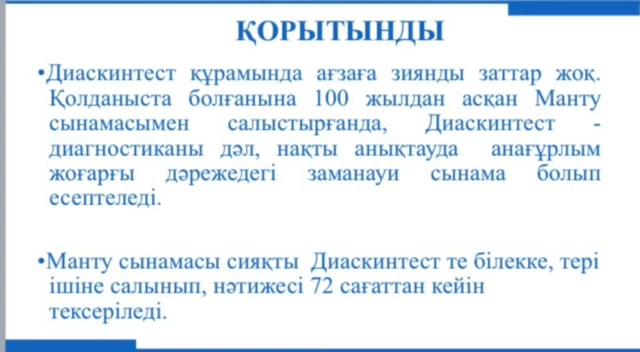 ҚОРЫТЫНДЫ
•Диаскинтест құрамында ағзаға зиянды заттар жоқ.
Қолданыста болғанына 100 жылдан асқан Манту
сынамасымен салыстырғанда, Диаскинтест -
диагностиканы дәл, нақты анықтауда анағұрлым
жоғарғы дәрежедегі заманауи сынама болып
есептеледі.
•Манту сынамасы сияқты Диаскинтест те білекке, тері
ішіне салынып, нәтижесі 72 сағаттан кейін
тексеріледі.